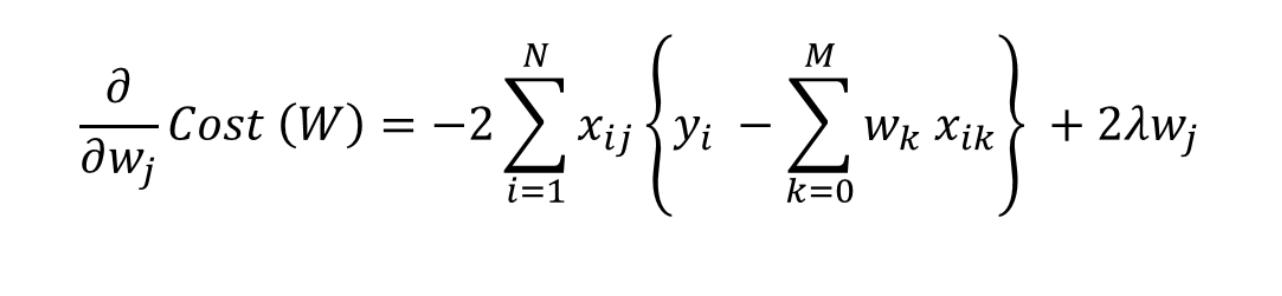 ∂/∂w_j Cost (W) = −2 ∑_{i=1}^{N} x_{ij} { y_i − ∑_{k=0}^{M} w_k x_{ik} } + 2λw_j